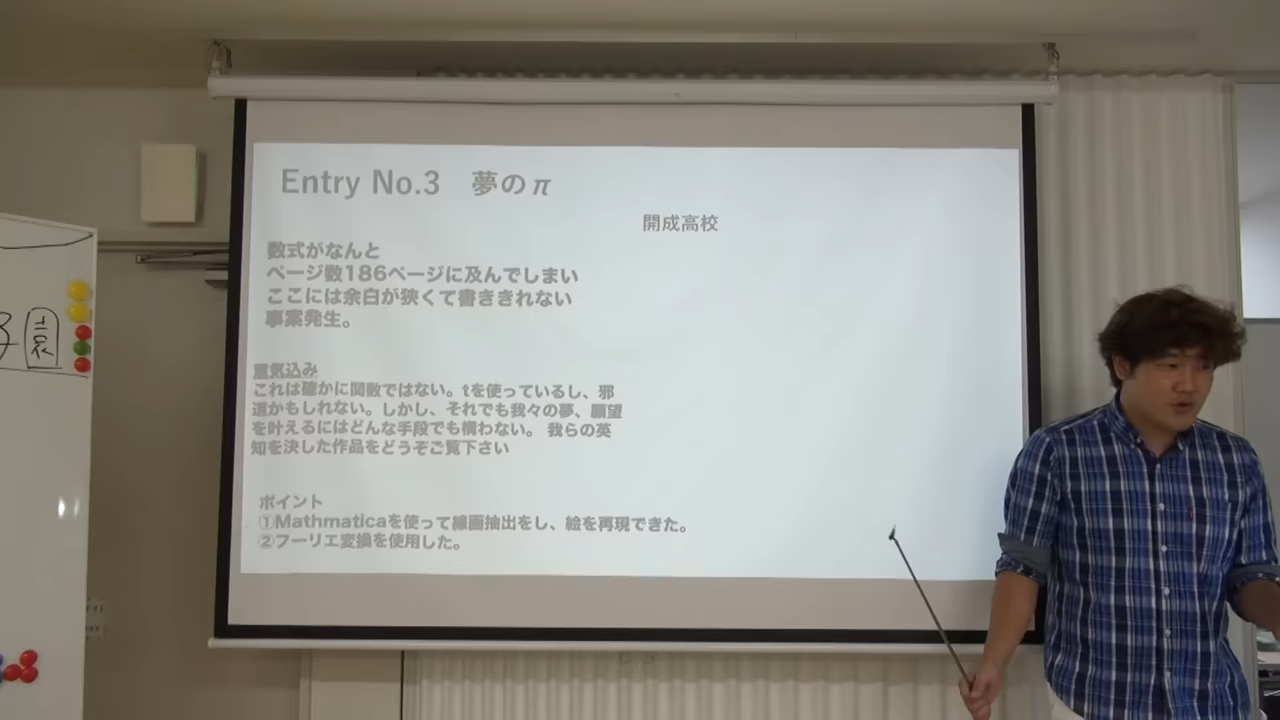 Entry No.3 夢のπ
開成高校
数式がなんと
ページ数186ページに及んでしまい
ここには余白が狭くて書ききれない
事案発生。
意気込み
これは確かに関数ではない。tを使っているし、邪
道かもしれない。しかし、それでも我々の夢、願望
を叶えるにはどんな手段でも構わない。 我らの英
知を決した作品をどうぞご覧下さい
ポイント
①Mathmaticaを使って線画抽出をし、絵を再現できた。
②フーリエ変換を使用した。